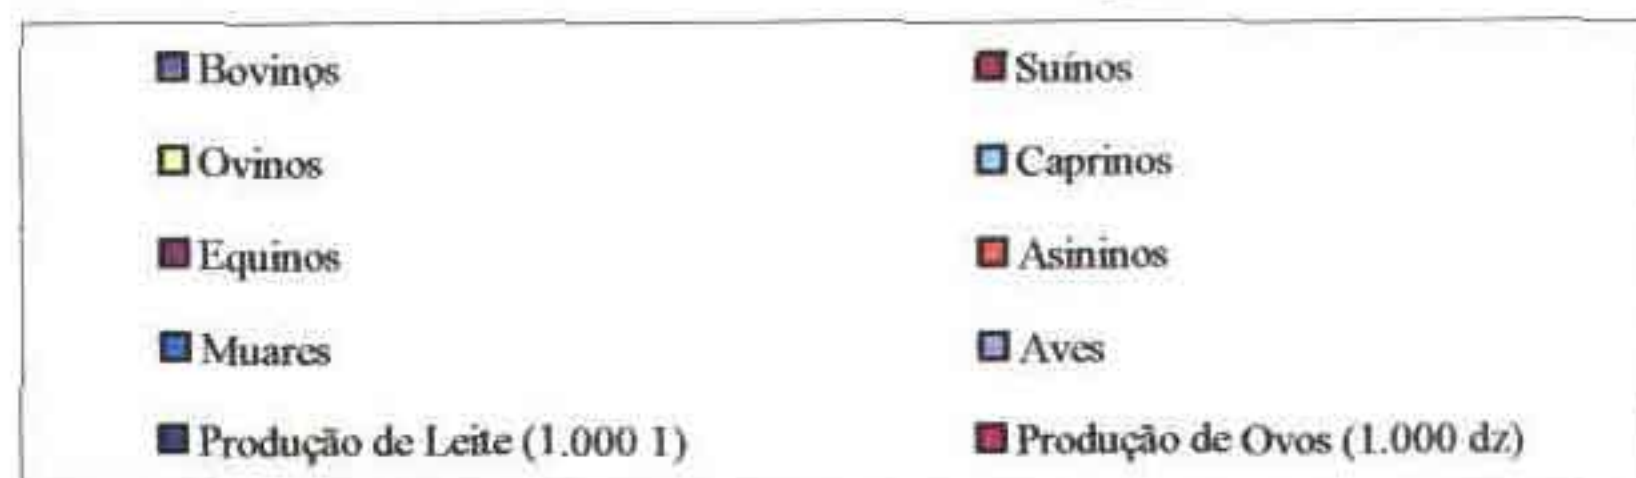 Bovinos Suínos
Ovinos Caprinos
Equinos Asininos
Muares Aves
Produção de Leite (1.000 l) Produção de Ovos (1.000 dz)